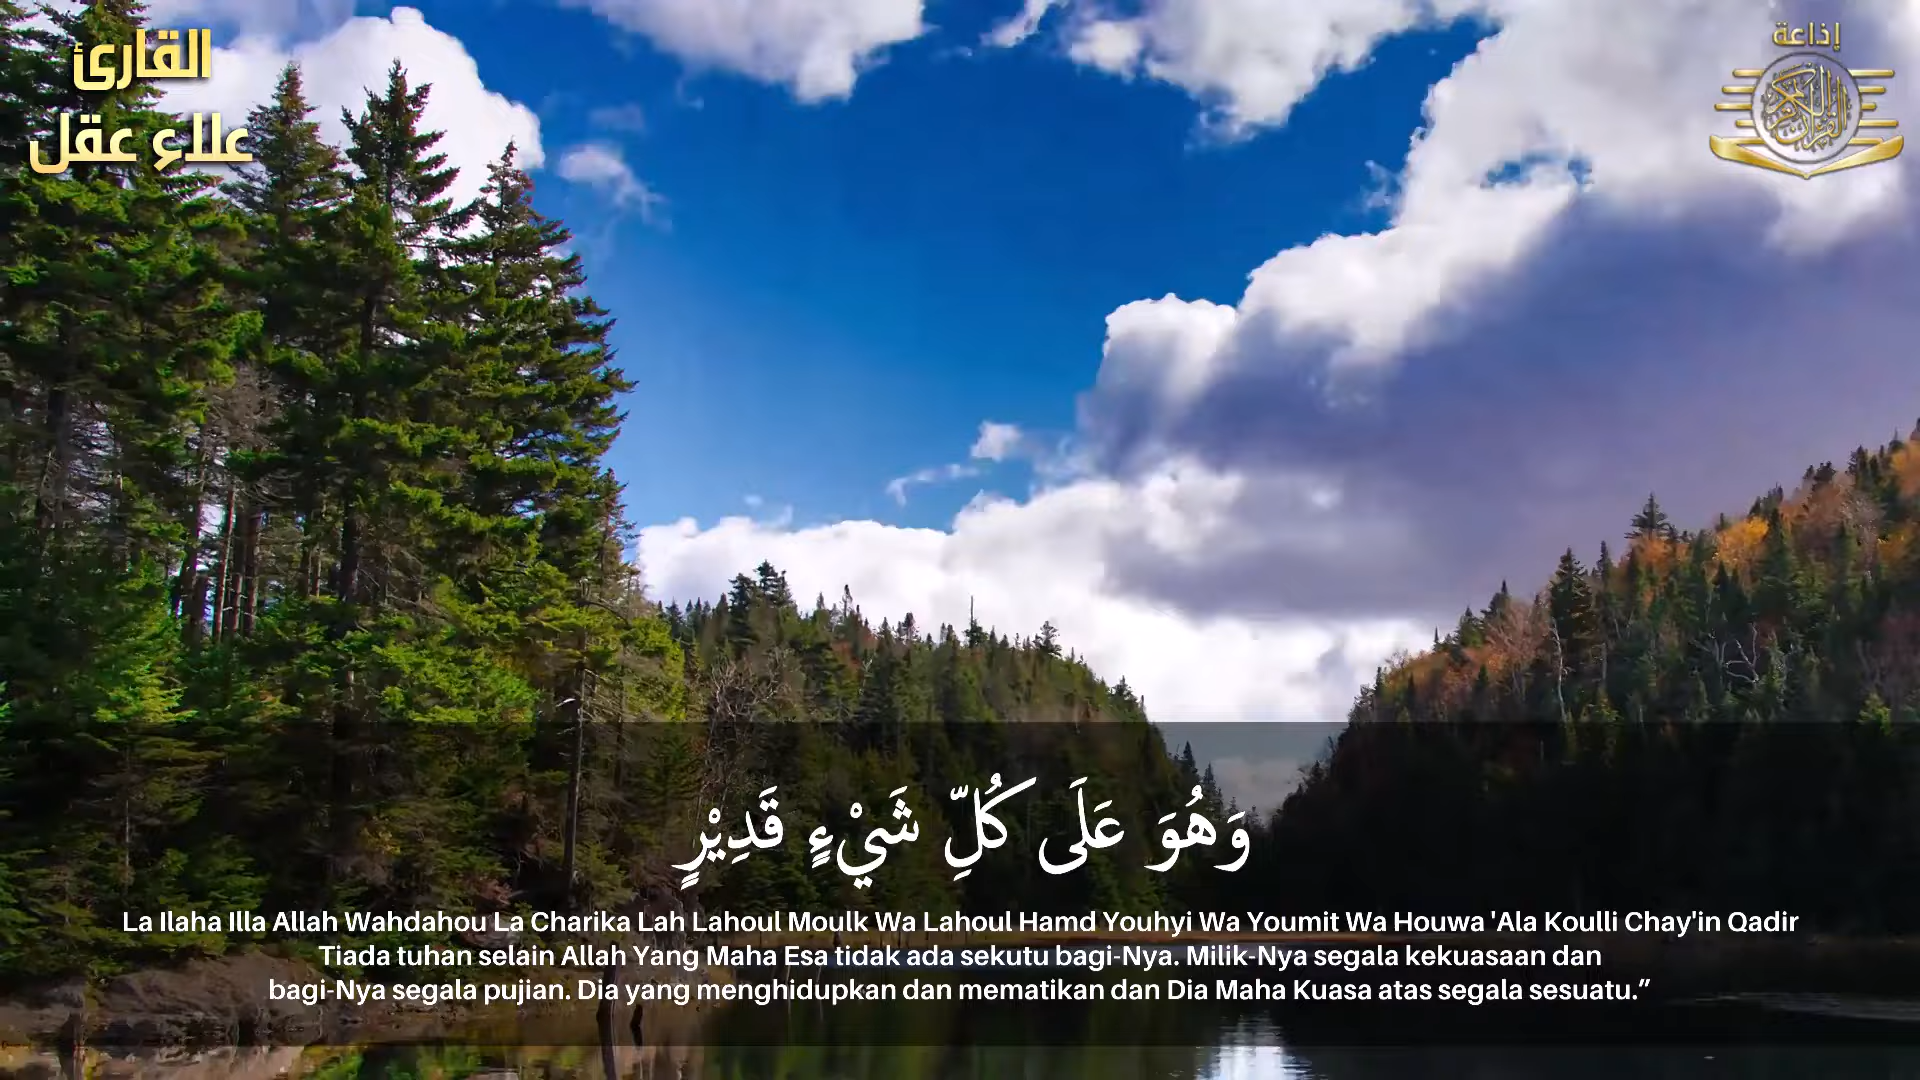 القارئ
علاء عقل
إذاعة
القرآن الكريم
وَهُوَ عَلَى كُلِّ شَيْءٍ قَدِيْرٍ
La Ilaha Illa Allah Wahdahou La Charika Lah Lahoul Moulk Wa Lahoul Hamd Youhyi Wa Youmit Wa Houwa 'Ala Koulli Chay'in Qadir
Tiada tuhan selain Allah Yang Maha Esa tidak ada sekutu bagi-Nya. Milik-Nya segala kekuasaan dan
bagi-Nya segala pujian. Dia yang menghidupkan dan mematikan dan Dia Maha Kuasa atas segala sesuatu.”